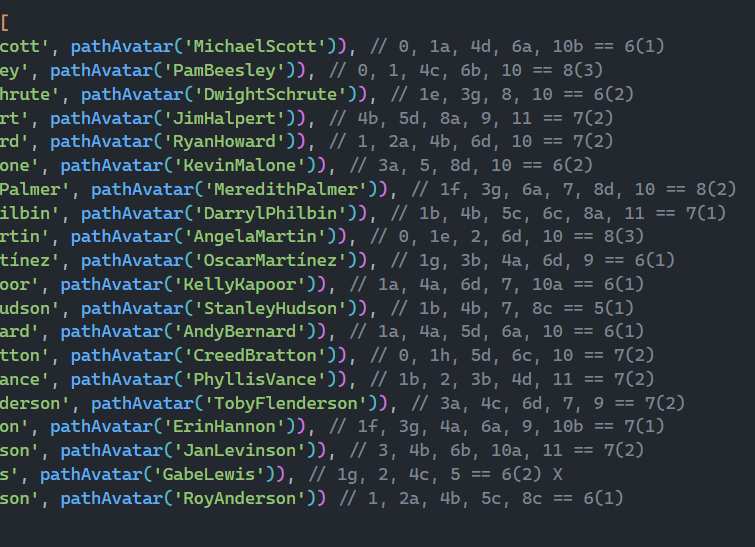 [
cott', pathAvatar('MichaelScott')), // 0, 1a, 4d, 6a, 10b == 6(1)
ey', pathAvatar('PamBeesley')), // 0, 1, 4c, 6b, 10 == 8(3)
hrute', pathAvatar('DwightSchrute')), // 1e, 3g, 8, 10 == 6(2)
rt', pathAvatar('JimHalpert')), // 4b, 5d, 8a, 9, 11 == 7(2)
rd', pathAvatar('RyanHoward')), // 1, 2a, 4b, 6d, 10 == 7(2)
one', pathAvatar('KevinMalone')), // 3a, 5, 8d, 10 == 6(2)
Palmer', pathAvatar('MeredithPalmer')), // 1f, 3g, 6a, 7, 8d, 10 == 8(2)
ilbin', pathAvatar('DarrylPhilbin')), // 1b, 4b, 5c, 6c, 8a, 11 == 7(1)
rtin', pathAvatar('AngelaMartin')), // 0, 1e, 2, 6d, 10 == 8(3)
tínez', pathAvatar('OscarMartínez')), // 1g, 3b, 4a, 6d, 9 == 6(1)
oor', pathAvatar('KellyKapoor')), // 1a, 4a, 6d, 7, 10a == 6(1)
udson', pathAvatar('StanleyHudson')), // 1b, 4b, 7, 8c == 5(1)
ard', pathAvatar('AndyBernard')), // 1a, 4a, 5d, 6a, 10 == 6(1)
tton', pathAvatar('CreedBratton')), // 0, 1h, 5d, 6c, 10 == 7(2)
ance', pathAvatar('PhyllisVance')), // 1b, 2, 3b, 4d, 11 == 7(2)
derson', pathAvatar('TobyFlenderson')), // 3a, 4c, 6d, 7, 9 == 7(2)
on', pathAvatar('ErinHannon')), // 1f, 3g, 4a, 6a, 9, 10b == 7(1)
son', pathAvatar('JanLevinson')), // 3, 4b, 6b, 10a, 11 == 7(2)
s', pathAvatar('GabeLewis')), // 1g, 2, 4c, 5 == 6(2) X
son', pathAvatar('RoyAnderson')) // 1, 2a, 4b, 5c, 8c == 6(1)